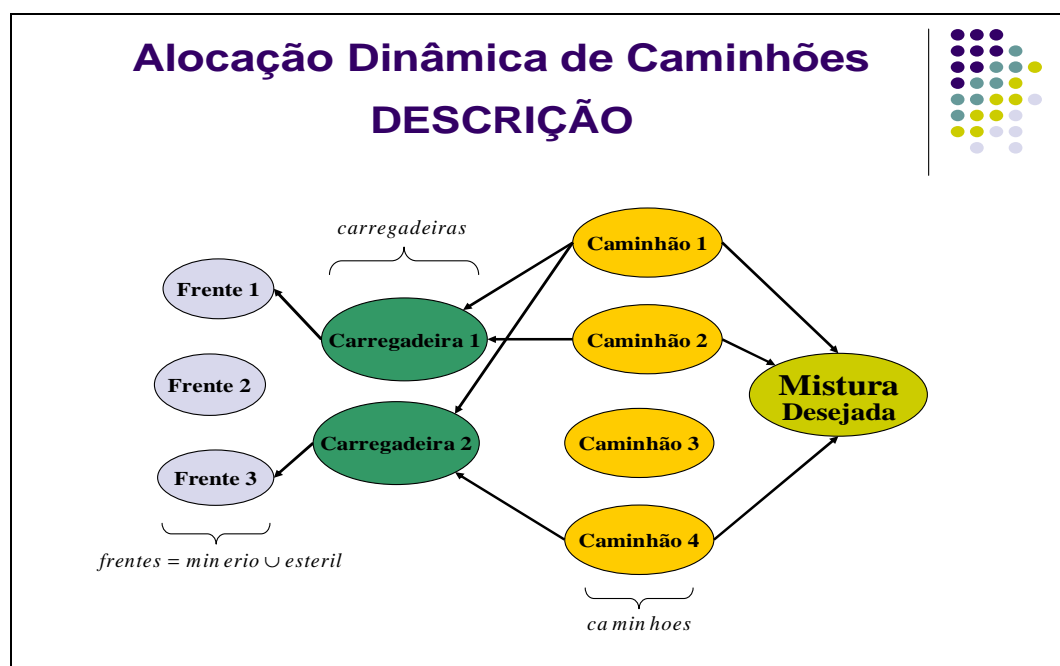 Alocação Dinâmica de Caminhões
DESCRIÇÃO
carregadeiras
Caminhão 1
Frente 1
Carregadeira 1
Caminhão 2
Frente 2
Mistura
Desejada
Carregadeira 2
Caminhão 3
Frente 3
Caminhão 4
frentes = min erio ∪ esteril
ca min hoes